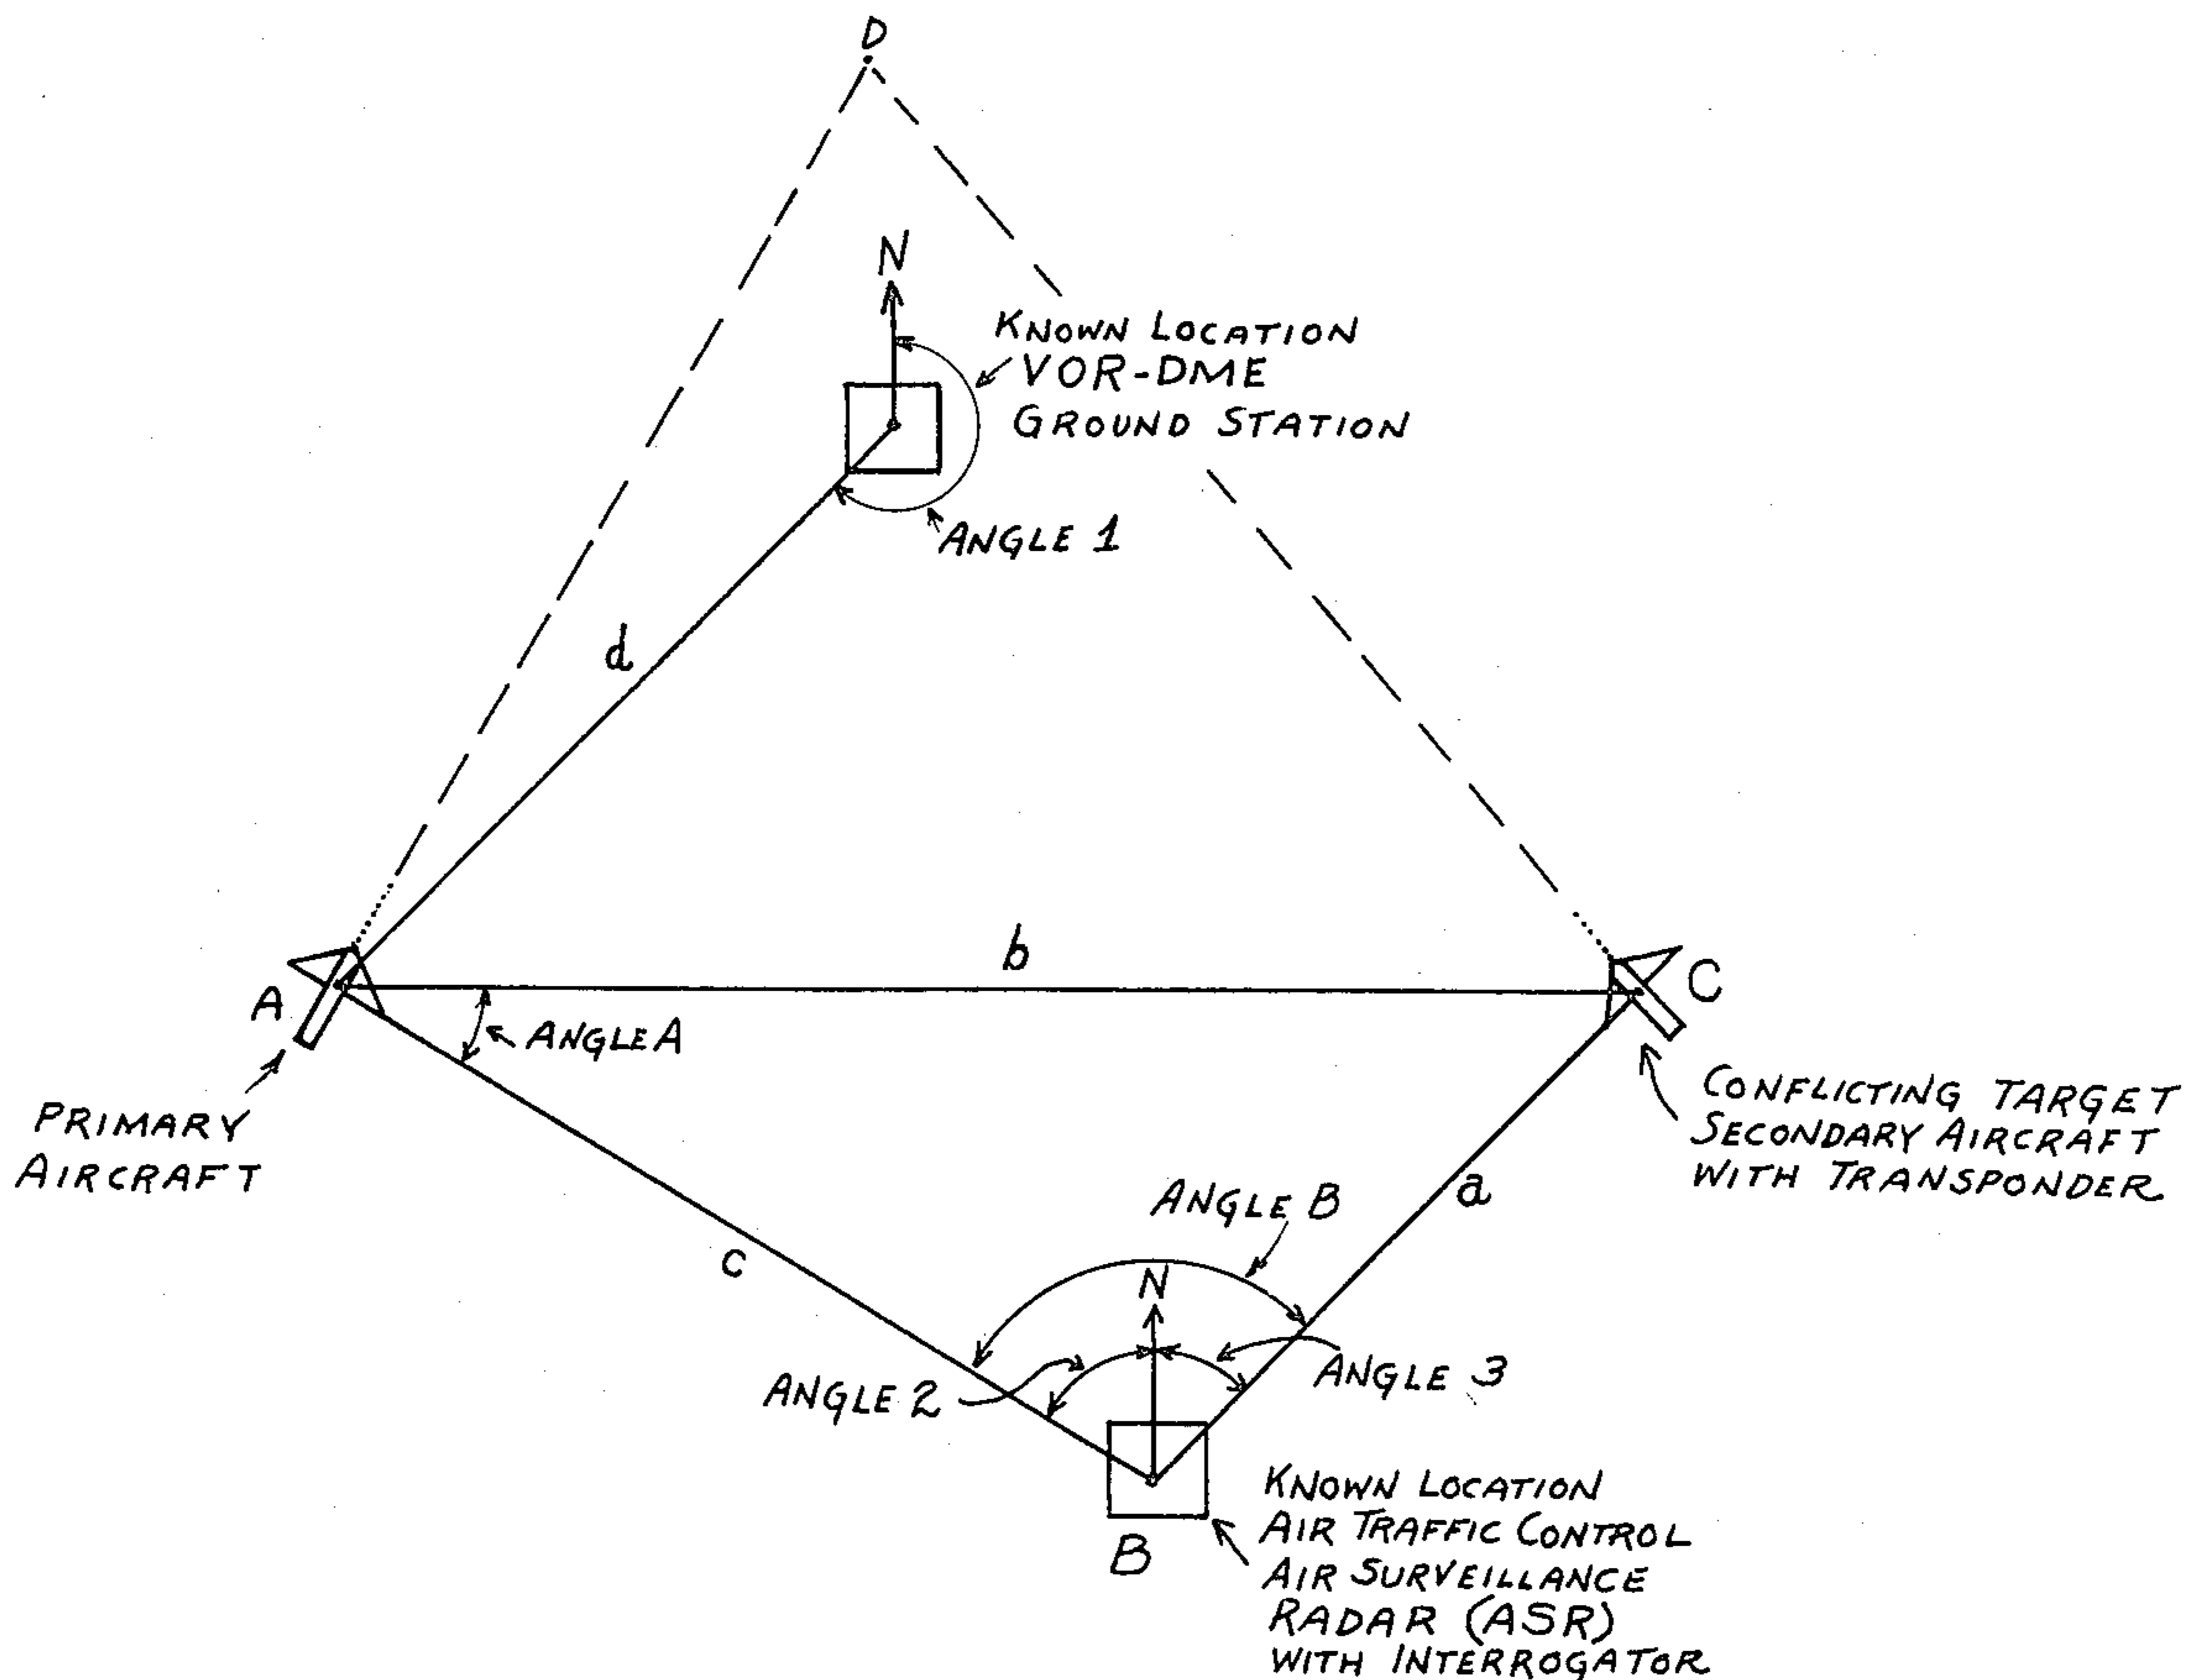 D
N
KNOWN LOCATION
VOR-DME
GROUND STATION
ANGLE 1
d
b
A
C
ANGLE A
PRIMARY
AIRCRAFT
CONFLICTING TARGET
SECONDARY AIRCRAFT
WITH TRANSPONDER
a
ANGLE B
c
N
ANGLE 2
ANGLE 3
B
KNOWN LOCATION
AIR TRAFFIC CONTROL
AIR SURVEILLANCE
RADAR (ASR)
WITH INTERROGATOR